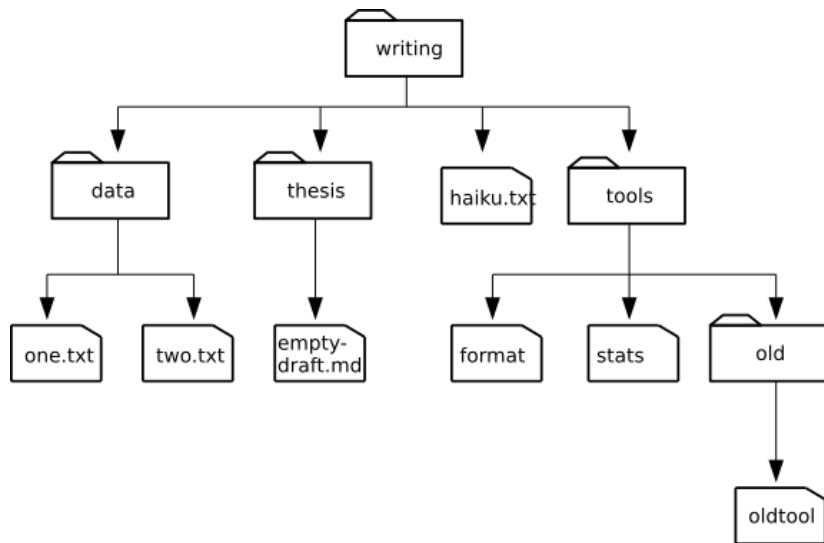 writing
data
thesis
haiku.txt
tools
one.txt
two.txt
empty-
draft.md
format
stats
old
oldtool